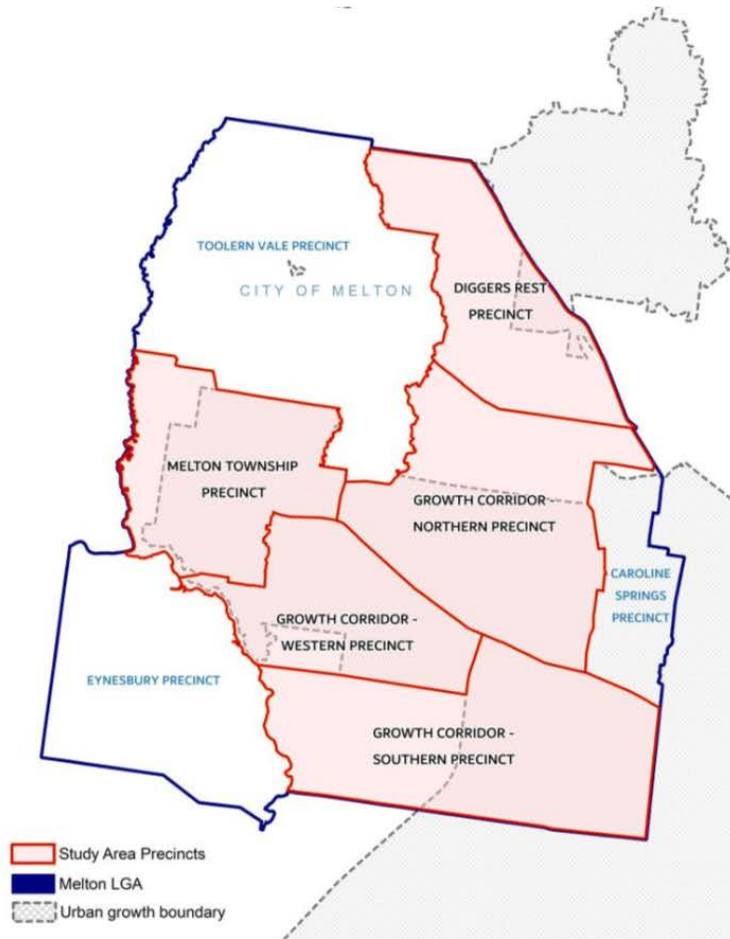 TOOLERN VALE PRECINCT
CITY OF MELTON
DIGGERS REST
PRECINCT
MELTON TOWNSHIP
PRECINCT
GROWTH CORRIDOR -
NORTHERN PRECINCT
CAROLINE
SPRINGS
PRECINCT
GROWTH CORRIDOR -
WESTERN PRECINCT
EYNESBURY PRECINCT
GROWTH CORRIDOR -
SOUTHERN PRECINCT
Study Area Precincts
Melton LGA
Urban growth boundary